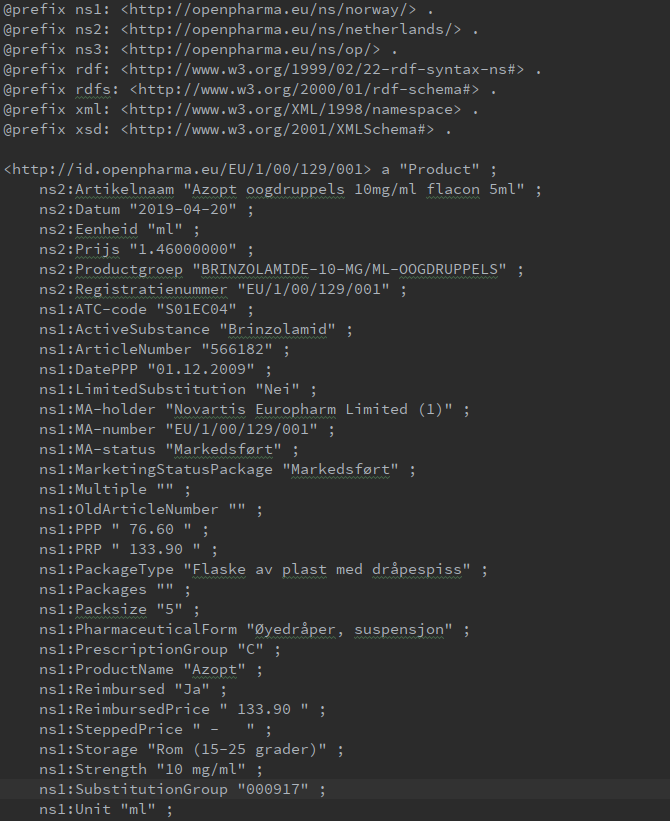 @prefix ns1: <http://openpharma.eu/ns/norway/> .
@prefix ns2: <http://openpharma.eu/ns/netherlands/> .
@prefix ns3: <http://openpharma.eu/ns/op/> .
@prefix rdf: <http://www.w3.org/1999/02/22-rdf-syntax-ns#> .
@prefix rdfs: <http://www.w3.org/2000/01/rdf-schema#> .
@prefix xml: <http://www.w3.org/XML/1998/namespace> .
@prefix xsd: <http://www.w3.org/2001/XMLSchema#> .

<http://id.openpharma.eu/EU/1/00/129/001> a "Product" ;
    ns2:Artikelnaam "Azopt oogdruppels 10mg/ml flacon 5ml" ;
    ns2:Datum "2019-04-20" ;
    ns2:Eenheid "ml" ;
    ns2:Prijs "1.46000000" ;
    ns2:Productgroep "BRINZOLAMIDE-10-MG/ML-OOGDRUPPELS" ;
    ns2:Registratienummer "EU/1/00/129/001" ;
    ns1:ATC-code "S01EC04" ;
    ns1:ActiveSubstance "Brinzolamid" ;
    ns1:ArticleNumber "566182" ;
    ns1:DatePPP "01.12.2009" ;
    ns1:LimitedSubstitution "Nei" ;
    ns1:MA-holder "Novartis Europharm Limited (1)" ;
    ns1:MA-number "EU/1/00/129/001" ;
    ns1:MA-status "Markedsført" ;
    ns1:MarketingStatusPackage "Markedsført" ;
    ns1:Multiple "" ;
    ns1:OldArticleNumber "" ;
    ns1:PPP " 76.60 " ;
    ns1:PRP " 133.90 " ;
    ns1:PackageType "Flaske av plast med dråpespiss" ;
    ns1:Packages "" ;
    ns1:Packsize "5" ;
    ns1:PharmaceuticalForm "Øyedråper, suspensjon" ;
    ns1:PrescriptionGroup "C" ;
    ns1:ProductName "Azopt" ;
    ns1:Reimbursed "Ja" ;
    ns1:ReimbursedPrice " 133.90 " ;
    ns1:SteppedPrice " -   " ;
    ns1:Storage "Rom (15-25 grader)" ;
    ns1:Strength "10 mg/ml" ;
    ns1:SubstitutionGroup "000917" ;
    ns1:Unit "ml" ;